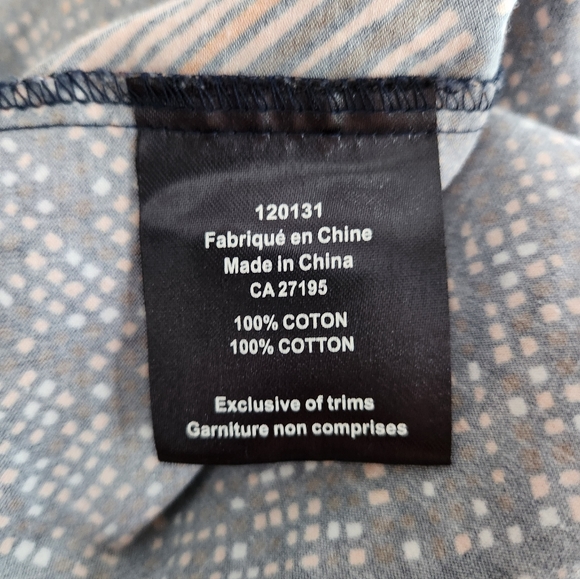 120131
Fabriqué en Chine
Made in China
CA 27195
100% COTON
100% COTTON
Exclusive of trims
Garniture non comprises